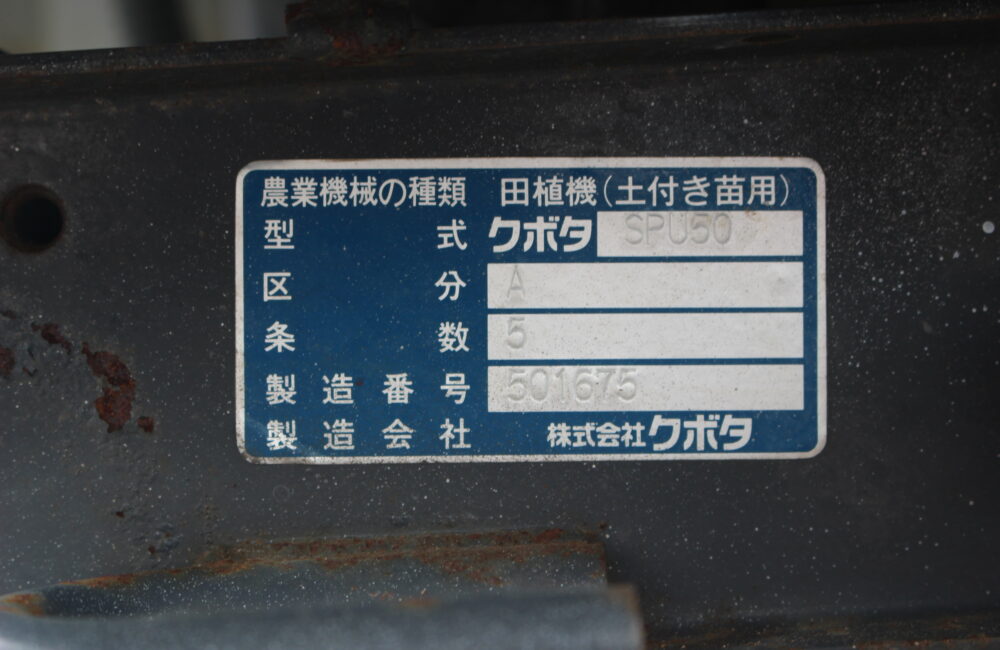 農業機械の種類 田植機(土付き苗用)
型式 クボタ SPU50
区分 A
条数 5
製造番号 501675
製造会社 株式会社クボタ